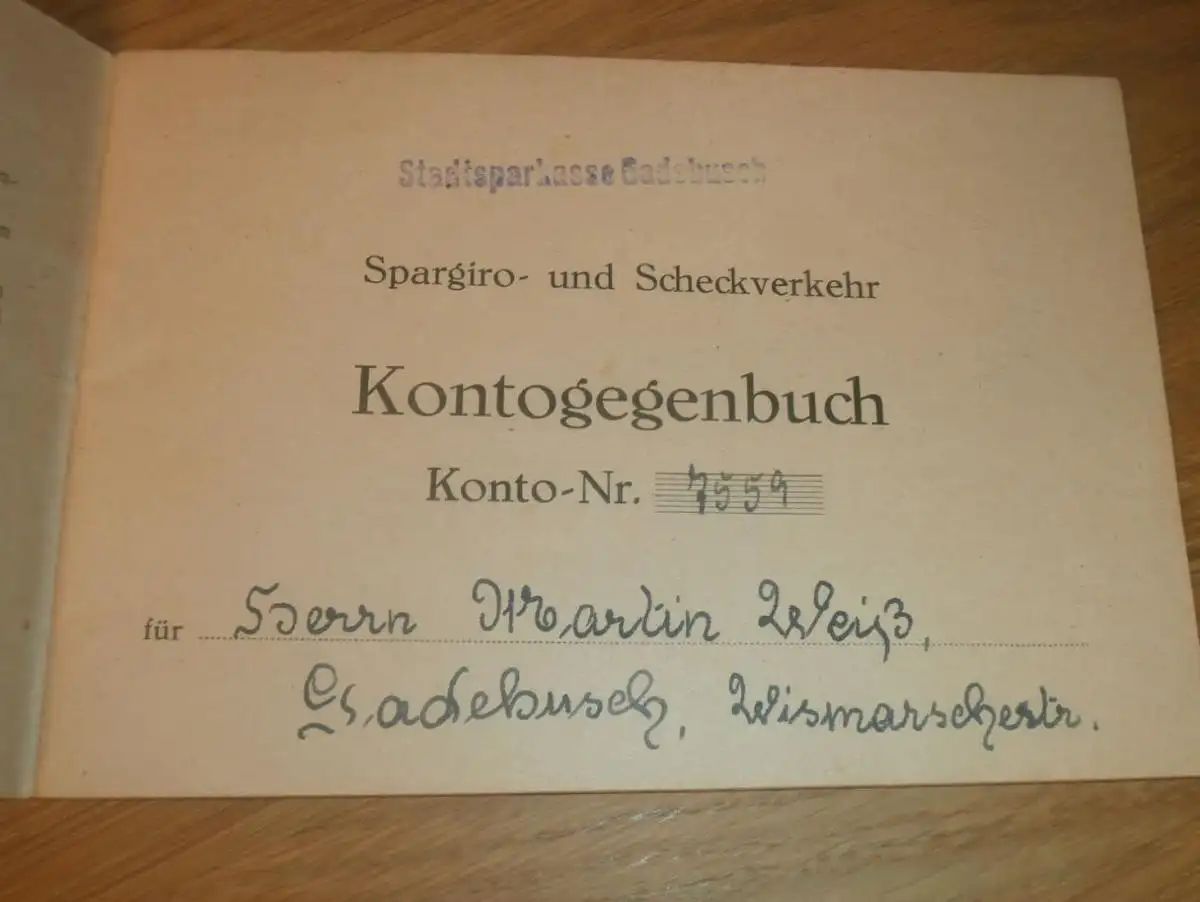 Stadtsparkasse Gadebusch
Spargiro- und Scheckverkehr
Kontogegenbuch
Konto-Nr. 7559
für Herrn Martin Weiß,
Gadebusch, Wismarschestr.